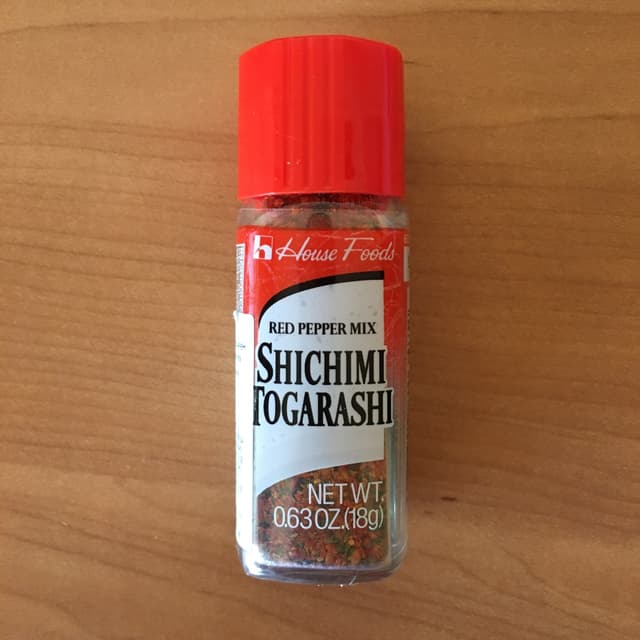 House Foods
RED PEPPER MIX
SHICHIMI
TOGARASHI
NET WT.
0.63 OZ.(18g)